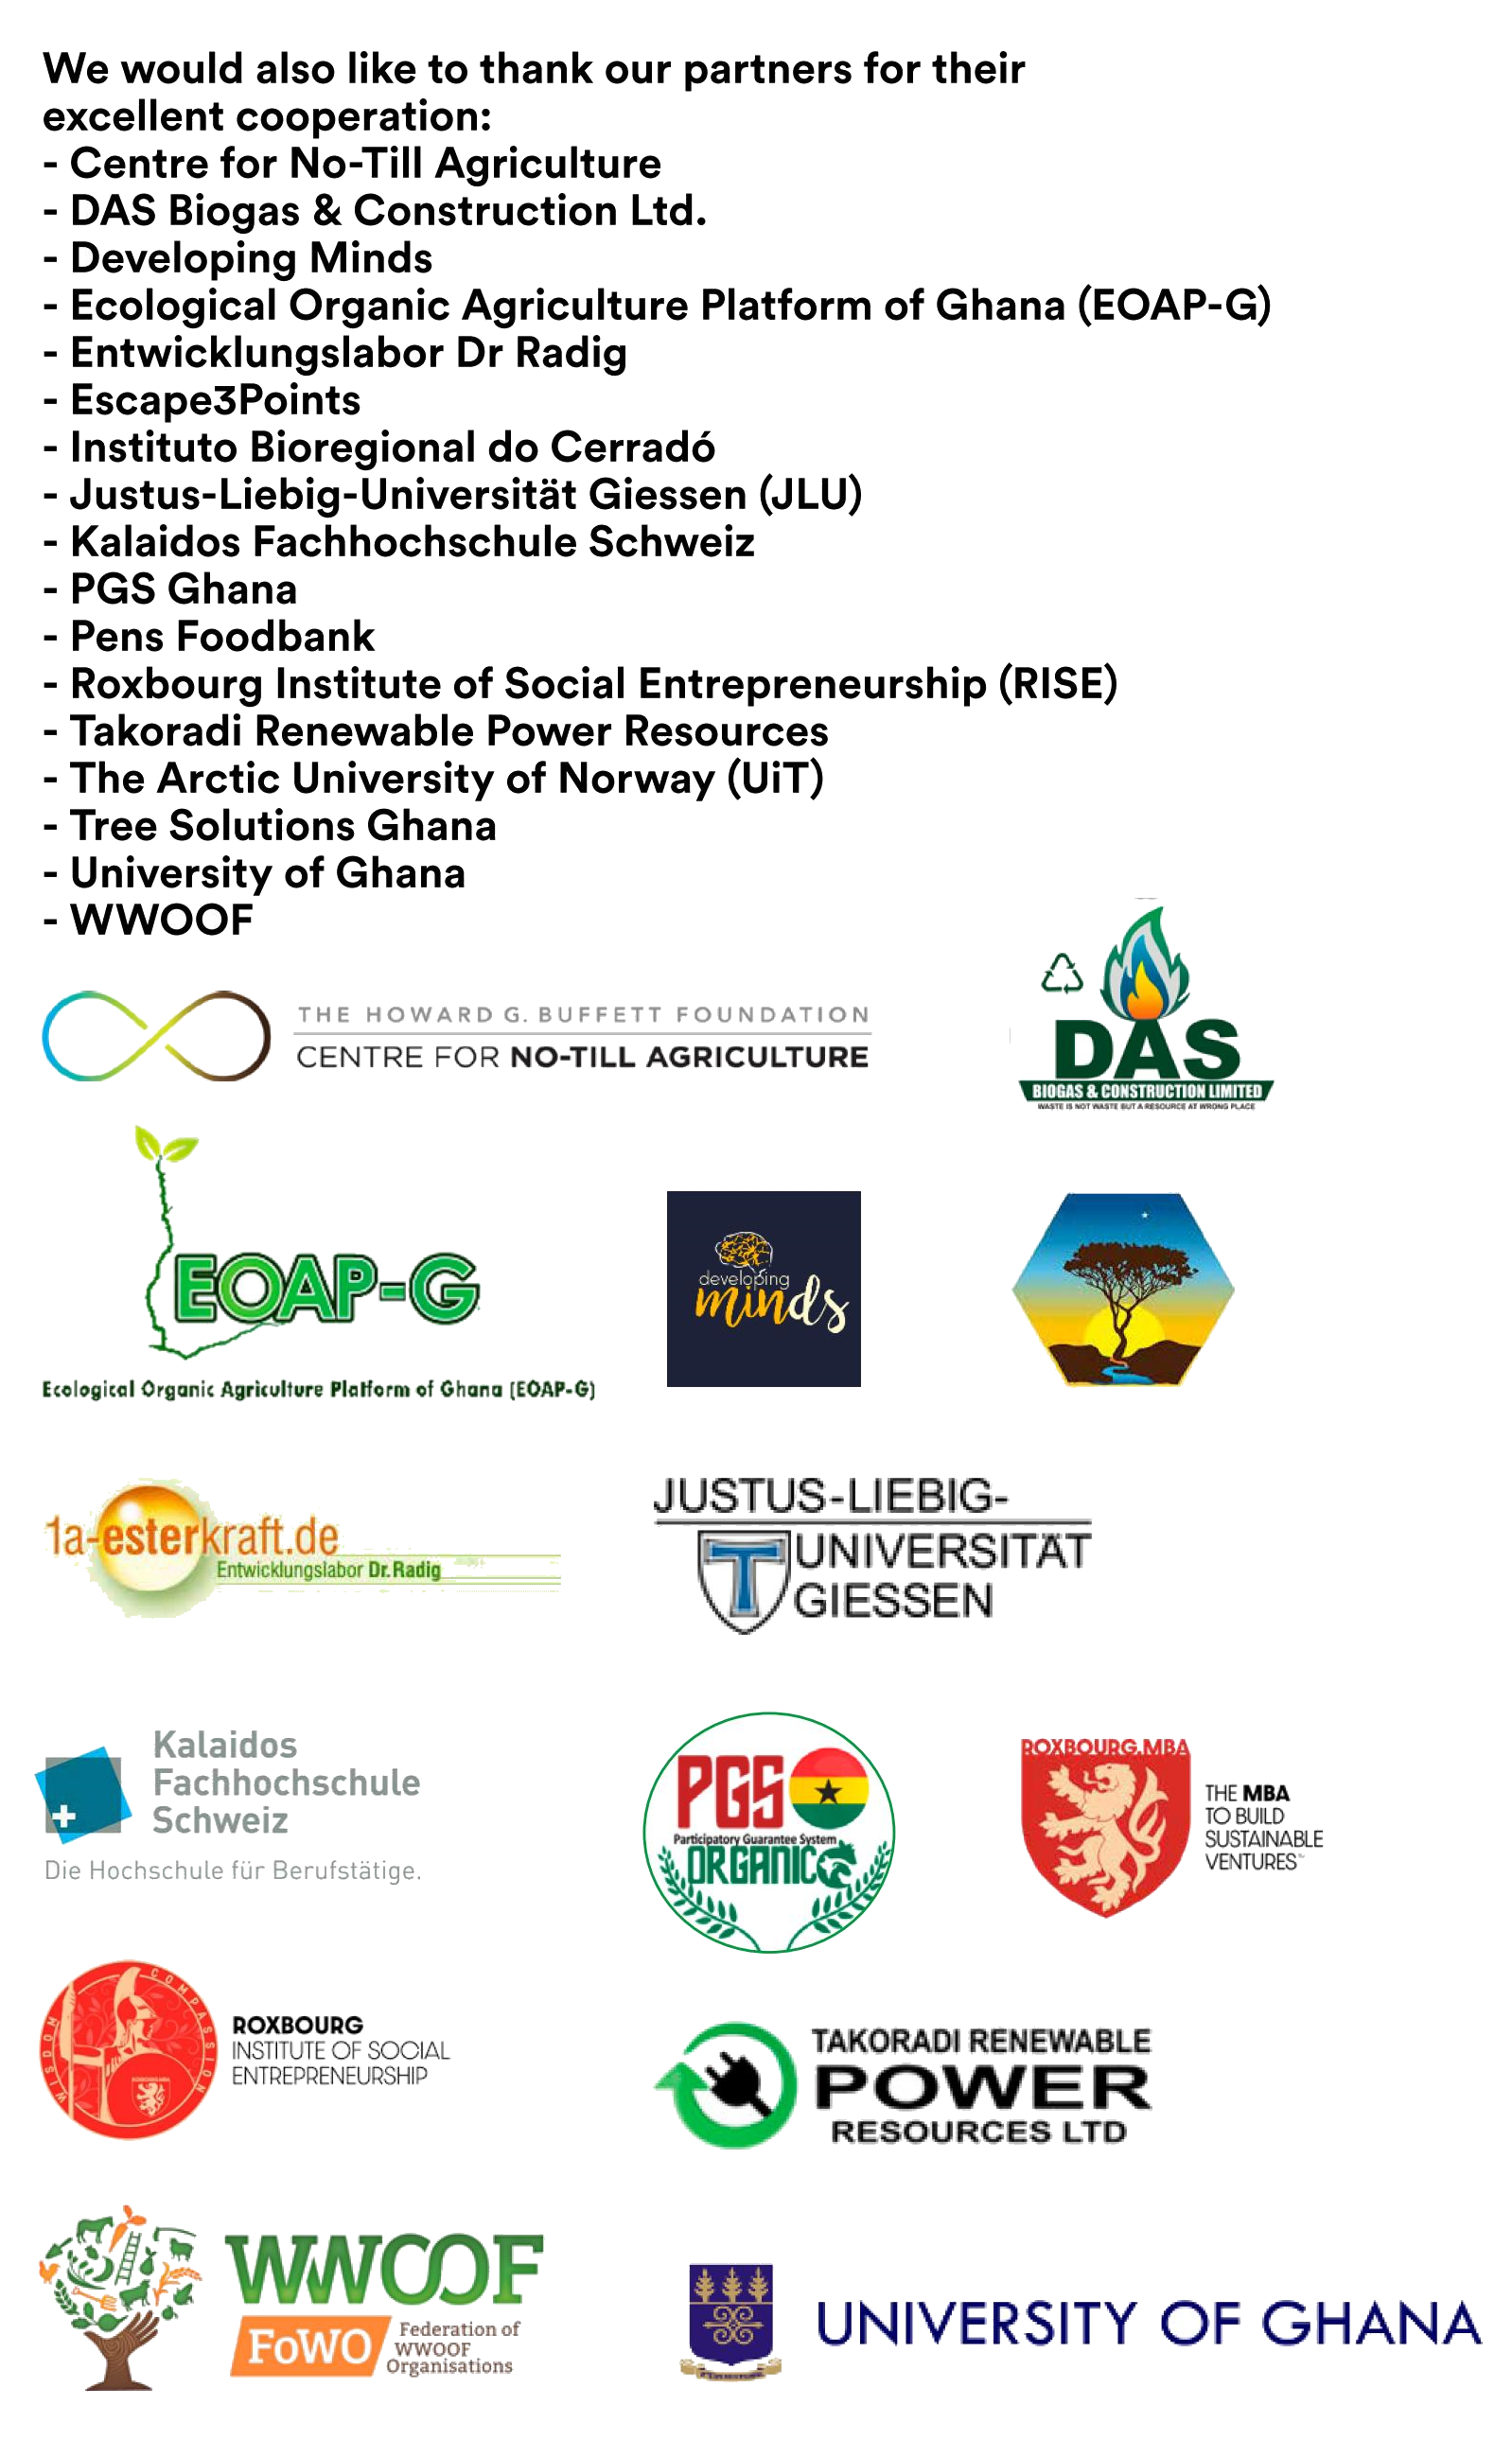 We would also like to thank our partners for their
excellent cooperation:
- Centre for No-Till Agriculture
- DAS Biogas & Construction Ltd.
- Developing Minds
- Ecological Organic Agriculture Platform of Ghana (EOAP-G)
- Entwicklungslabor Dr Radig
- Escape3Points
- Instituto Bioregional do Cerradó
- Justus-Liebig-Universität Giessen (JLU)
- Kalaidos Fachhochschule Schweiz
- PGS Ghana
- Pens Foodbank
- Roxbourg Institute of Social Entrepreneurship (RISE)
- Takoradi Renewable Power Resources
- The Arctic University of Norway (UiT)
- Tree Solutions Ghana
- University of Ghana
- WWOOF
THE HOWARD G. BUFFETT FOUNDATION
CENTRE FOR NO-TILL AGRICULTURE
DAS
BIOGAS & CONSTRUCTION LIMITED
WASTE IS NOT WASTE BUT A RESOURCE AT WRONG PLACE
EOAP-G
Ecological Organic Agriculture Platform of Ghana (EOAP-G)
developing
minds
1a-esterkraft.de
Entwicklungslabor Dr. Radig
JUSTUS-LIEBIG-
UNIVERSITÄT
GIESSEN
Kalaidos
Fachhochschule
Schweiz
Die Hochschule für Berufstätige.
PGS
Participatory Guarantee System
ORGANIC
ROXBOURG.MBA
THE MBA
TO BUILD
SUSTAINABLE
VENTURES
WISDOM
COMPASSION
ROXBOURG
INSTITUTE OF SOCIAL
ENTREPRENEURSHIP
TAKORADI RENEWABLE
POWER
RESOURCES LTD
WWOOF
FoWO
Federation of
WWOOF
Organisations
UNIVERSITY OF GHANA